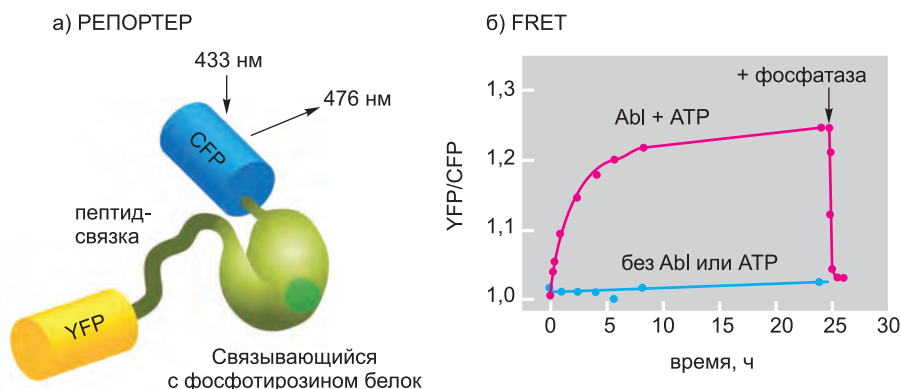 а) РЕПОРТЕР
433 нм
476 нм
CFP
пептид-
связка
YFP
Связывающийся
с фосфотирозином белок
б) FRET
+ фосфатаза
1,3
Abl + ATP
1,2
YFP/CFP
1,1
без Abl или ATP
1,0
0 5 10 15 20 25 30
время, ч